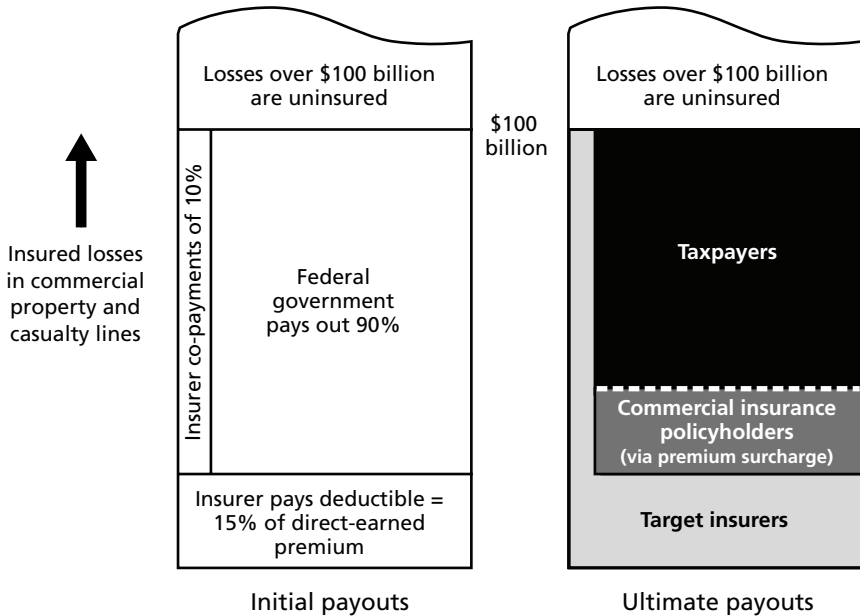 Losses over $100 billion
are uninsured
Losses over $100 billion
are uninsured
$100
billion
Insured losses
in commercial
property and
casualty lines
Insurer co-payments of 10%
Federal
government
pays out 90%
Insurer pays deductible =
15% of direct-earned
premium
Taxpayers
Commercial insurance
policyholders
(via premium surcharge)
Target insurers
Initial payouts
Ultimate payouts